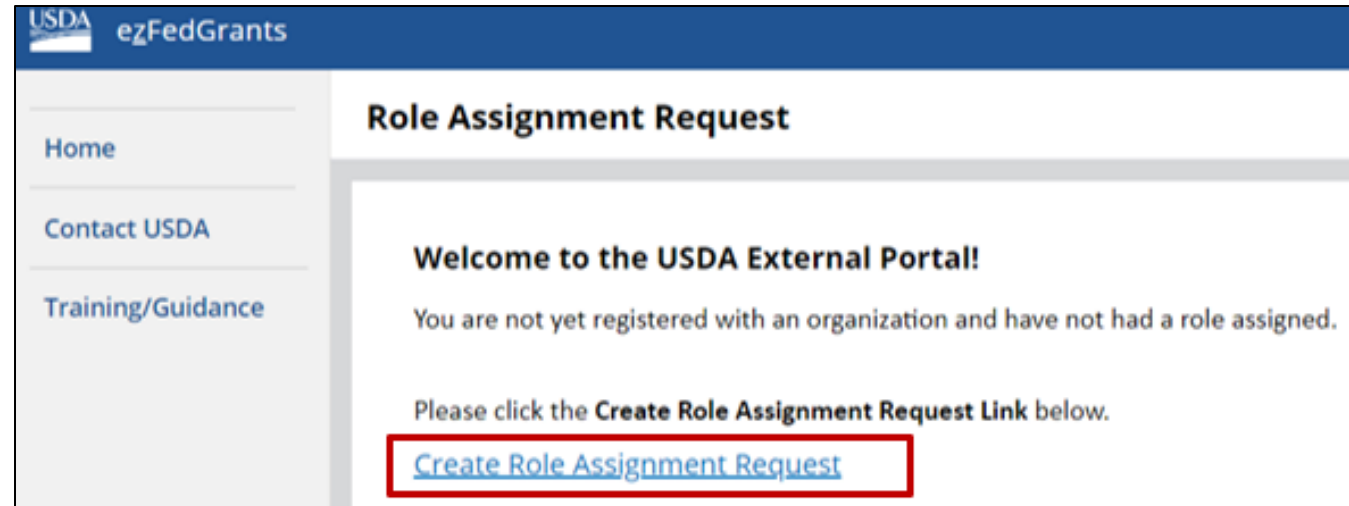 USDA ezFedGrants
Home
Contact USDA
Training/Guidance
Role Assignment Request
Welcome to the USDA External Portal!
You are not yet registered with an organization and have not had a role assigned.
Please click the Create Role Assignment Request Link below.
Create Role Assignment Request